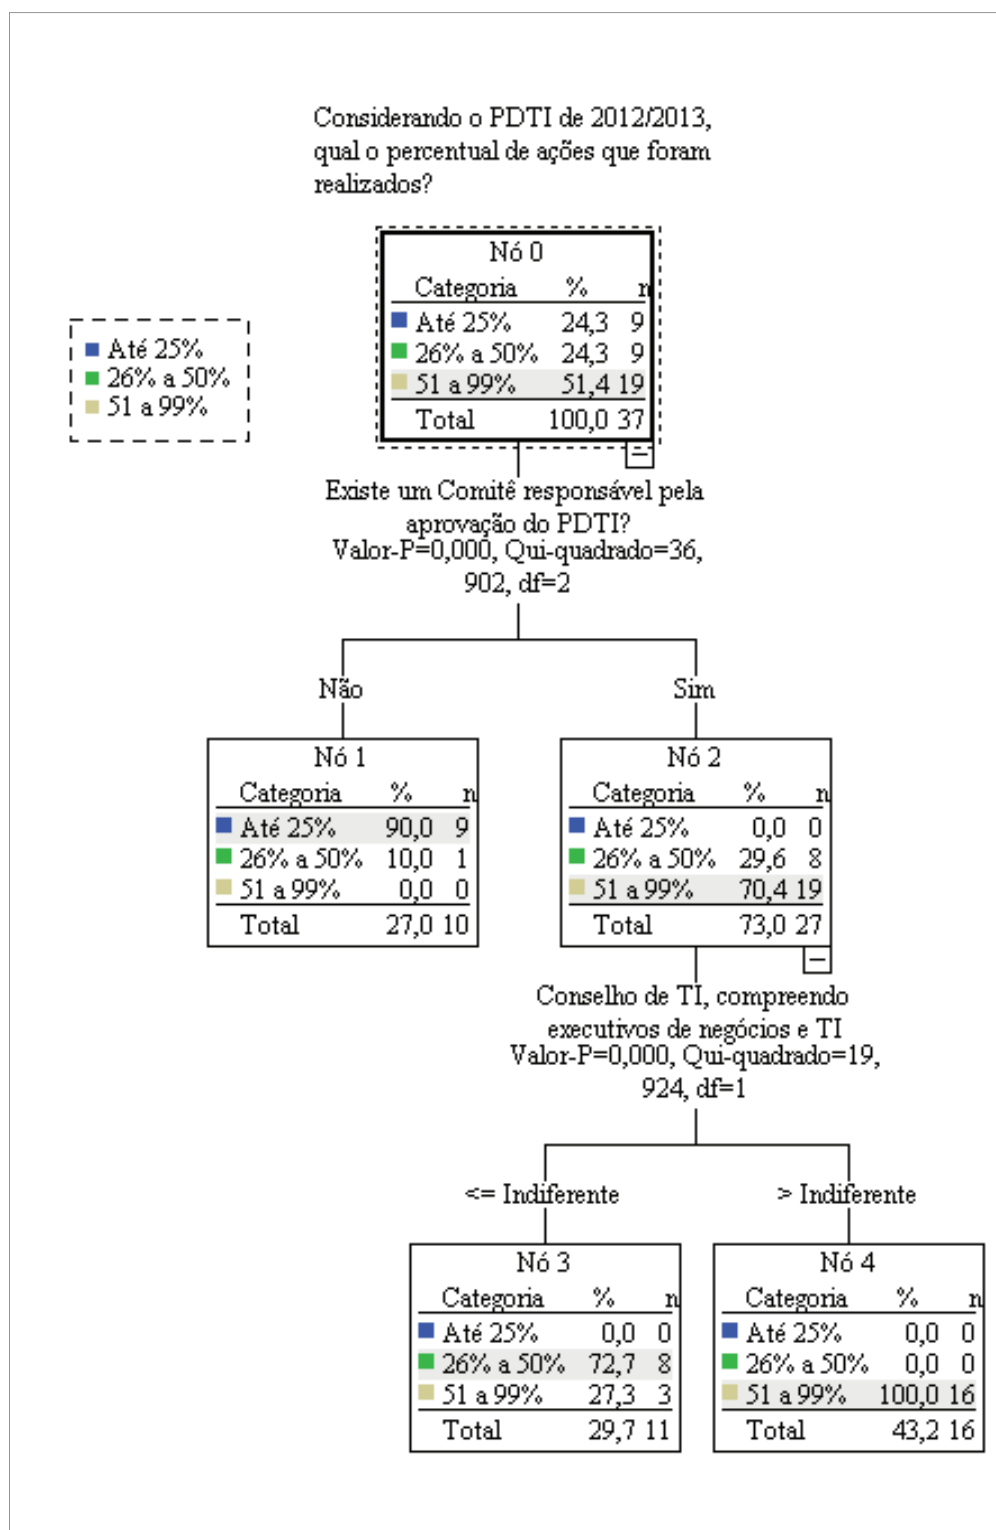 Considerando o PDTI de 2012/2013,
qual o percentual de ações que foram
realizados?
Nó 0
Categoria % n
Até 25% 24,3 9
26% a 50% 24,3 9
51 a 99% 51,4 19
Total 100,0 37
Até 25%
26% a 50%
51 a 99%
Existe um Comitê responsável pela
aprovação do PDTI?
Valor-P=0,000, Qui-quadrado=36,
902, df=2
Não
Sim
Nó 1
Categoria % n
Até 25% 90,0 9
26% a 50% 10,0 1
51 a 99% 0,0 0
Total 27,0 10
Nó 2
Categoria % n
Até 25% 0,0 0
26% a 50% 29,6 8
51 a 99% 70,4 19
Total 73,0 27
Conselho de TI, compreendo
executivos de negócios e TI
Valor-P=0,000, Qui-quadrado=19,
924, df=1
<= Indiferente
> Indiferente
Nó 3
Categoria % n
Até 25% 0,0 0
26% a 50% 72,7 8
51 a 99% 27,3 3
Total 29,7 11
Nó 4
Categoria % n
Até 25% 0,0 0
26% a 50% 0,0 0
51 a 99% 100,0 16
Total 43,2 16